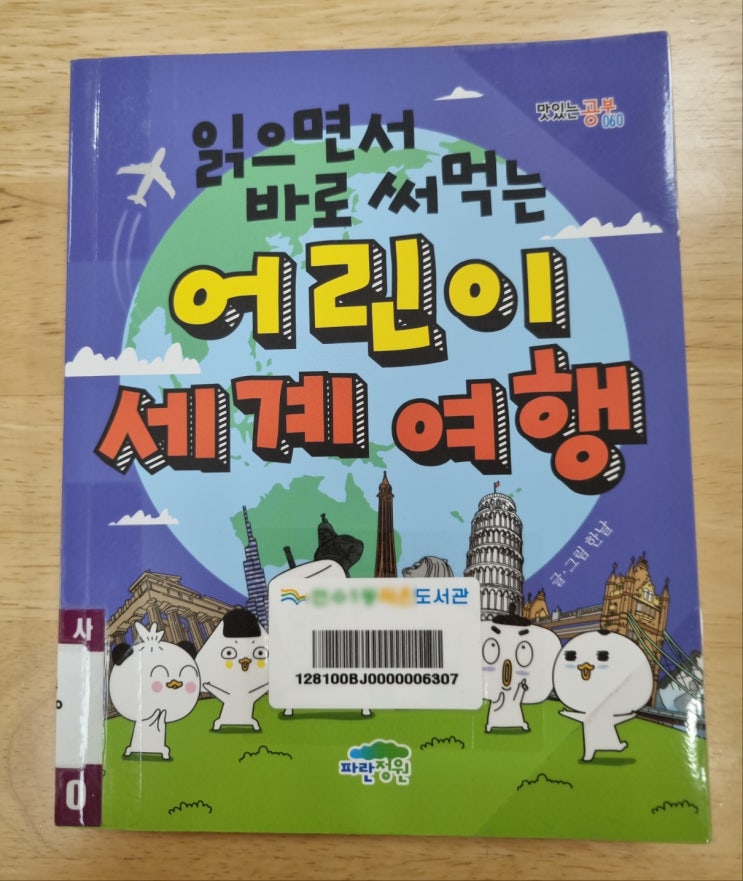 맛있는 공부 060
읽으면서
바로 써먹는
어린이
세계 여행
글·그림 한날
도서관
128100BJ0000006307
사
0
파란정원